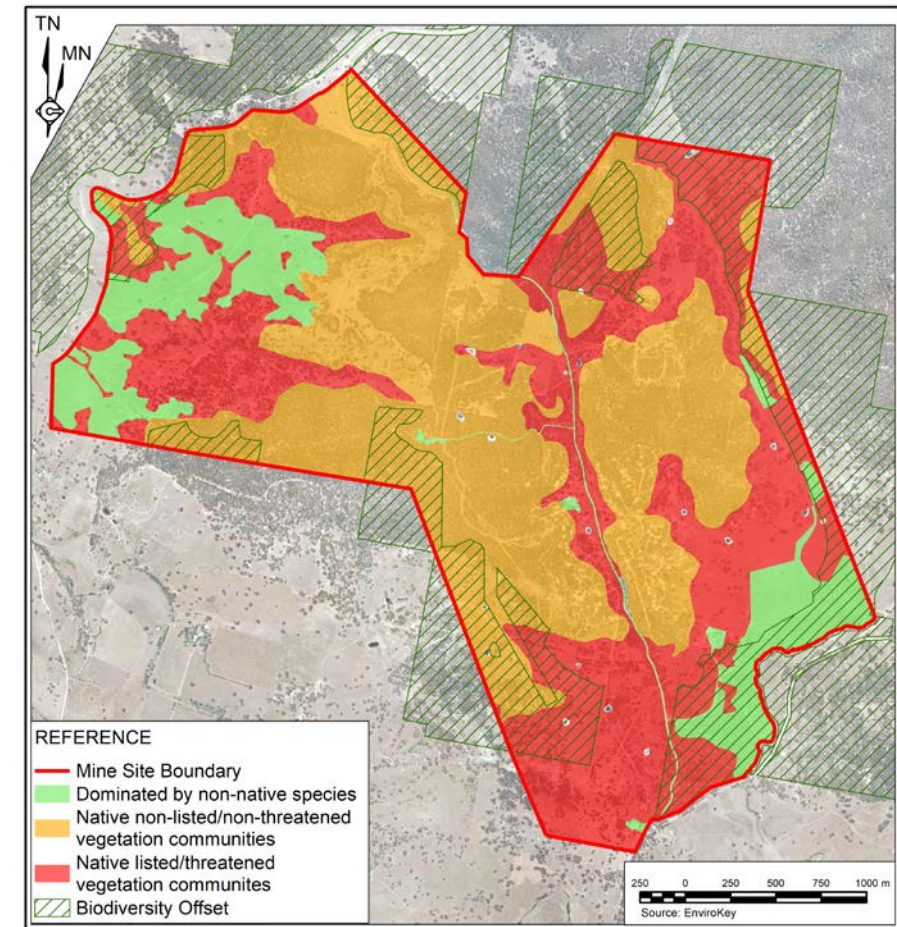 TN
MN
REFERENCE
Mine Site Boundary
Dominated by non-native species
Native non-listed/non-threatened
vegetation communities
Native listed/threatened
vegetation communites
Biodiversity Offset
250 0 250 500 750 1000 m
Source: EnviroKey